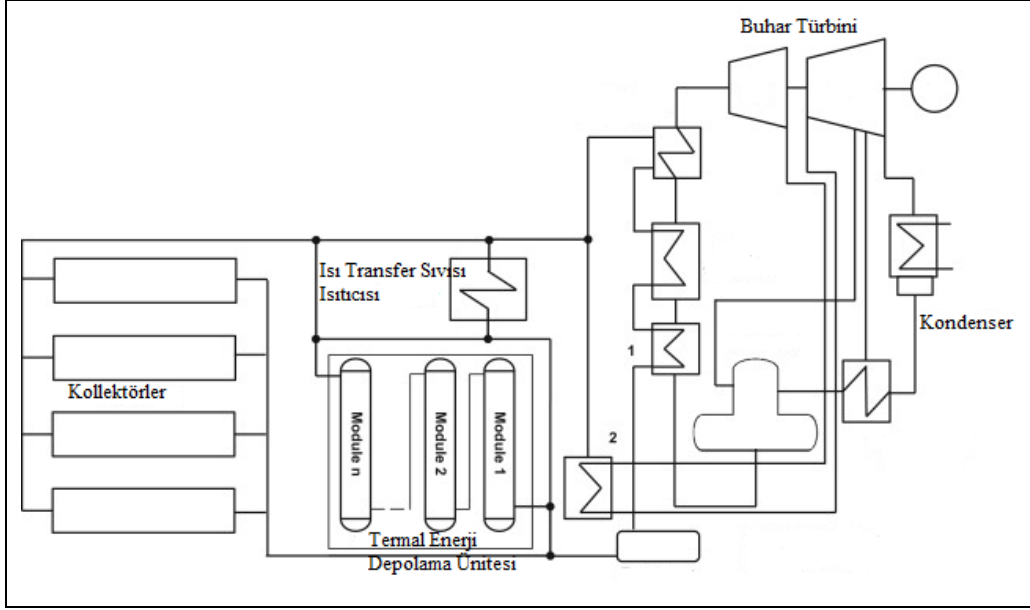 Buhar Türbini
Isı Transfer Sıvısı
Isıtıcısı
Kondenser
1
Kollektörler
Module n
Module 2
Module 1
2
Termal Enerji
Depolama Ünitesi